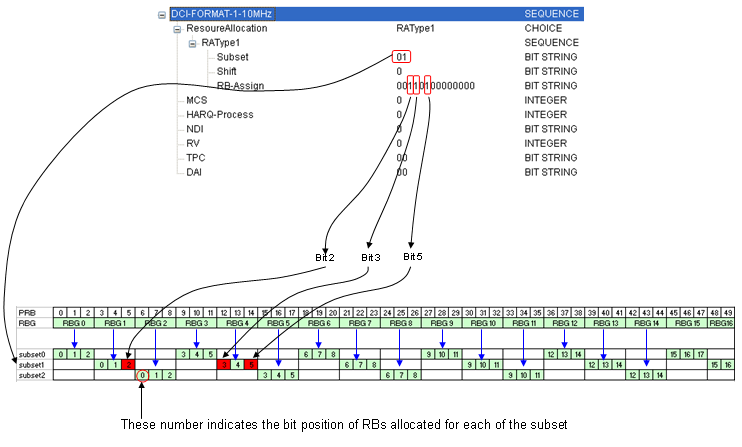 DCI-FORMAT-1-10MHz SEQUENCE
ResoureAllocation RAType1 CHOICE
RAType1 SEQUENCE
Subset 01 BIT STRING
Shift 0 BIT STRING
RB-Assign 00110100000000 BIT STRING
MCS 0 INTEGER
HARQ-Process 0 INTEGER
NDI 0 BIT STRING
RV 0 INTEGER
TPC 00 BIT STRING
DAI 00 BIT STRING
Bit2 Bit3 Bit5
PRB 0 1 2 3 4 5 6 7 8 9 10 11 12 13 14 15 16 17 18 19 20 21 22 23 24 25 26 27 28 29 30 31 32 33 34 35 36 37 38 39 40 41 42 43 44 45 46 47 48 49
RBG RBG 0 RBG 1 RBG 2 RBG 3 RBG 4 RBG 5 RBG 6 RBG 7 RBG 8 RBG 9 RBG 10 RBG 11 RBG 12 RBG 13 RBG 14 RBG 15 RBG16
subset0 0 1 2 3 4 5 6 7 8 9 10 11 12 13 14 15 16 17
subset1 0 1 2 3 4 5 6 7 8 9 10 11 12 13 14 15 16
subset2 0 1 2 3 4 5 6 7 8 9 10 11 12 13 14
These number indicates the bit position of RBs allocated for each of the subset